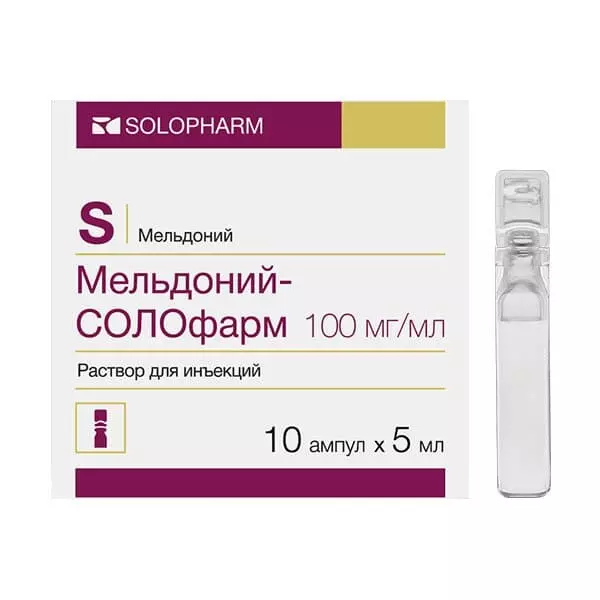 SOLOPHARM
S Мельдоний
Мельдоний-
СОЛОфарм 100 мг/мл
Раствор для инъекций
10 ампул x 5 мл